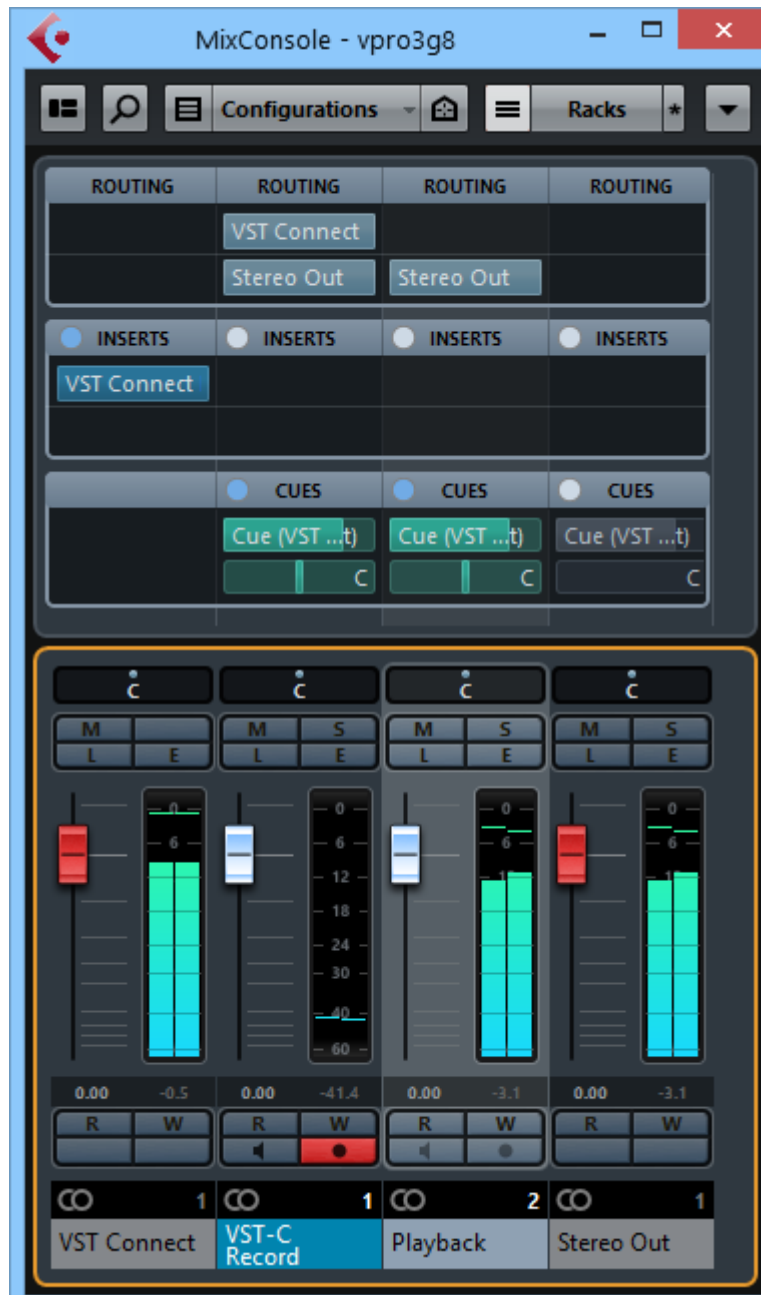 MixConsole - vpro3g8
Configurations Racks *
ROUTING ROUTING ROUTING ROUTING
VST Connect
Stereo Out Stereo Out
INSERTS INSERTS INSERTS INSERTS
VST Connect
CUES CUES CUES
Cue (VST ...t) Cue (VST ...t) Cue (VST ...t)
C C C
C C C C
M M S M S M S
L E L E L E L E
0 0 0 0
6 6 6 6
12
18
24
30
40
60
0.00 -0.5 0.00 -41.4 0.00 -3.1 0.00 -3.1
R W R W R W R W
1 1 2 1
VST Connect VST-C Record Playback Stereo Out